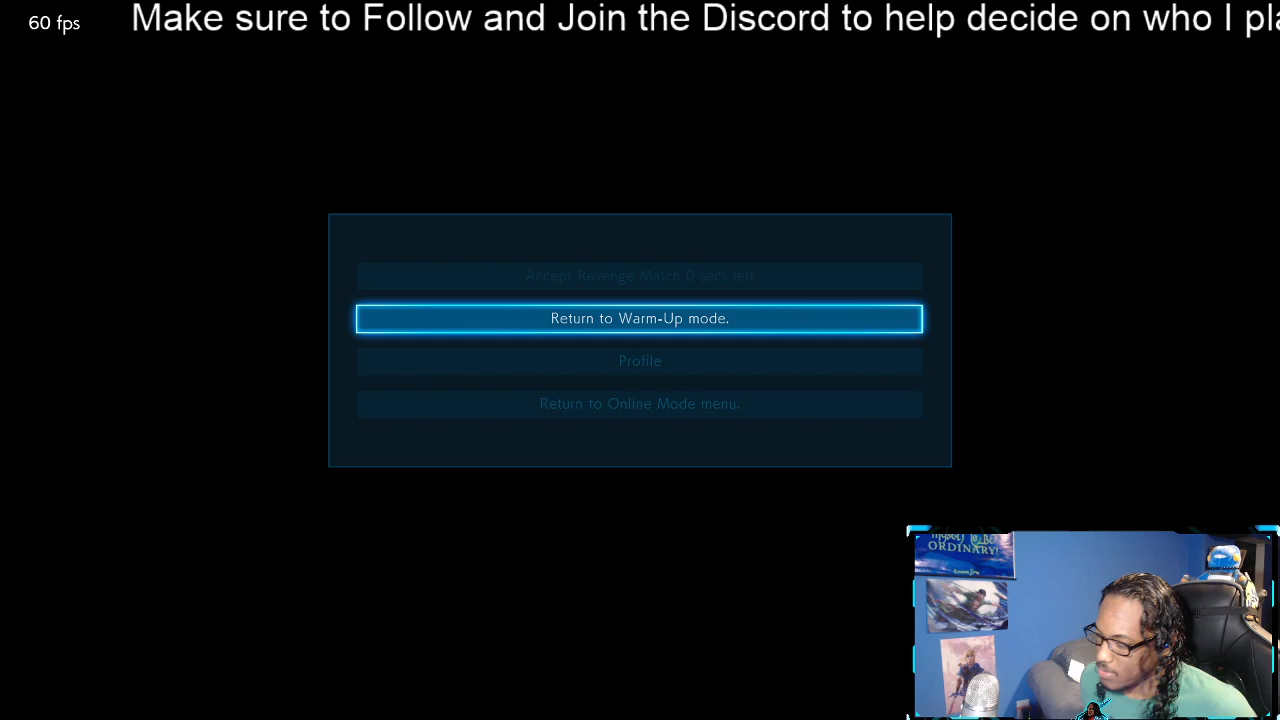 60 fps
Make sure to Follow and Join the Discord to help decide on who I pla
Accept Revenge Match 0 secs left
Return to Warm-Up mode.
Profile
Return to Online Mode menu.
ORDINARY!